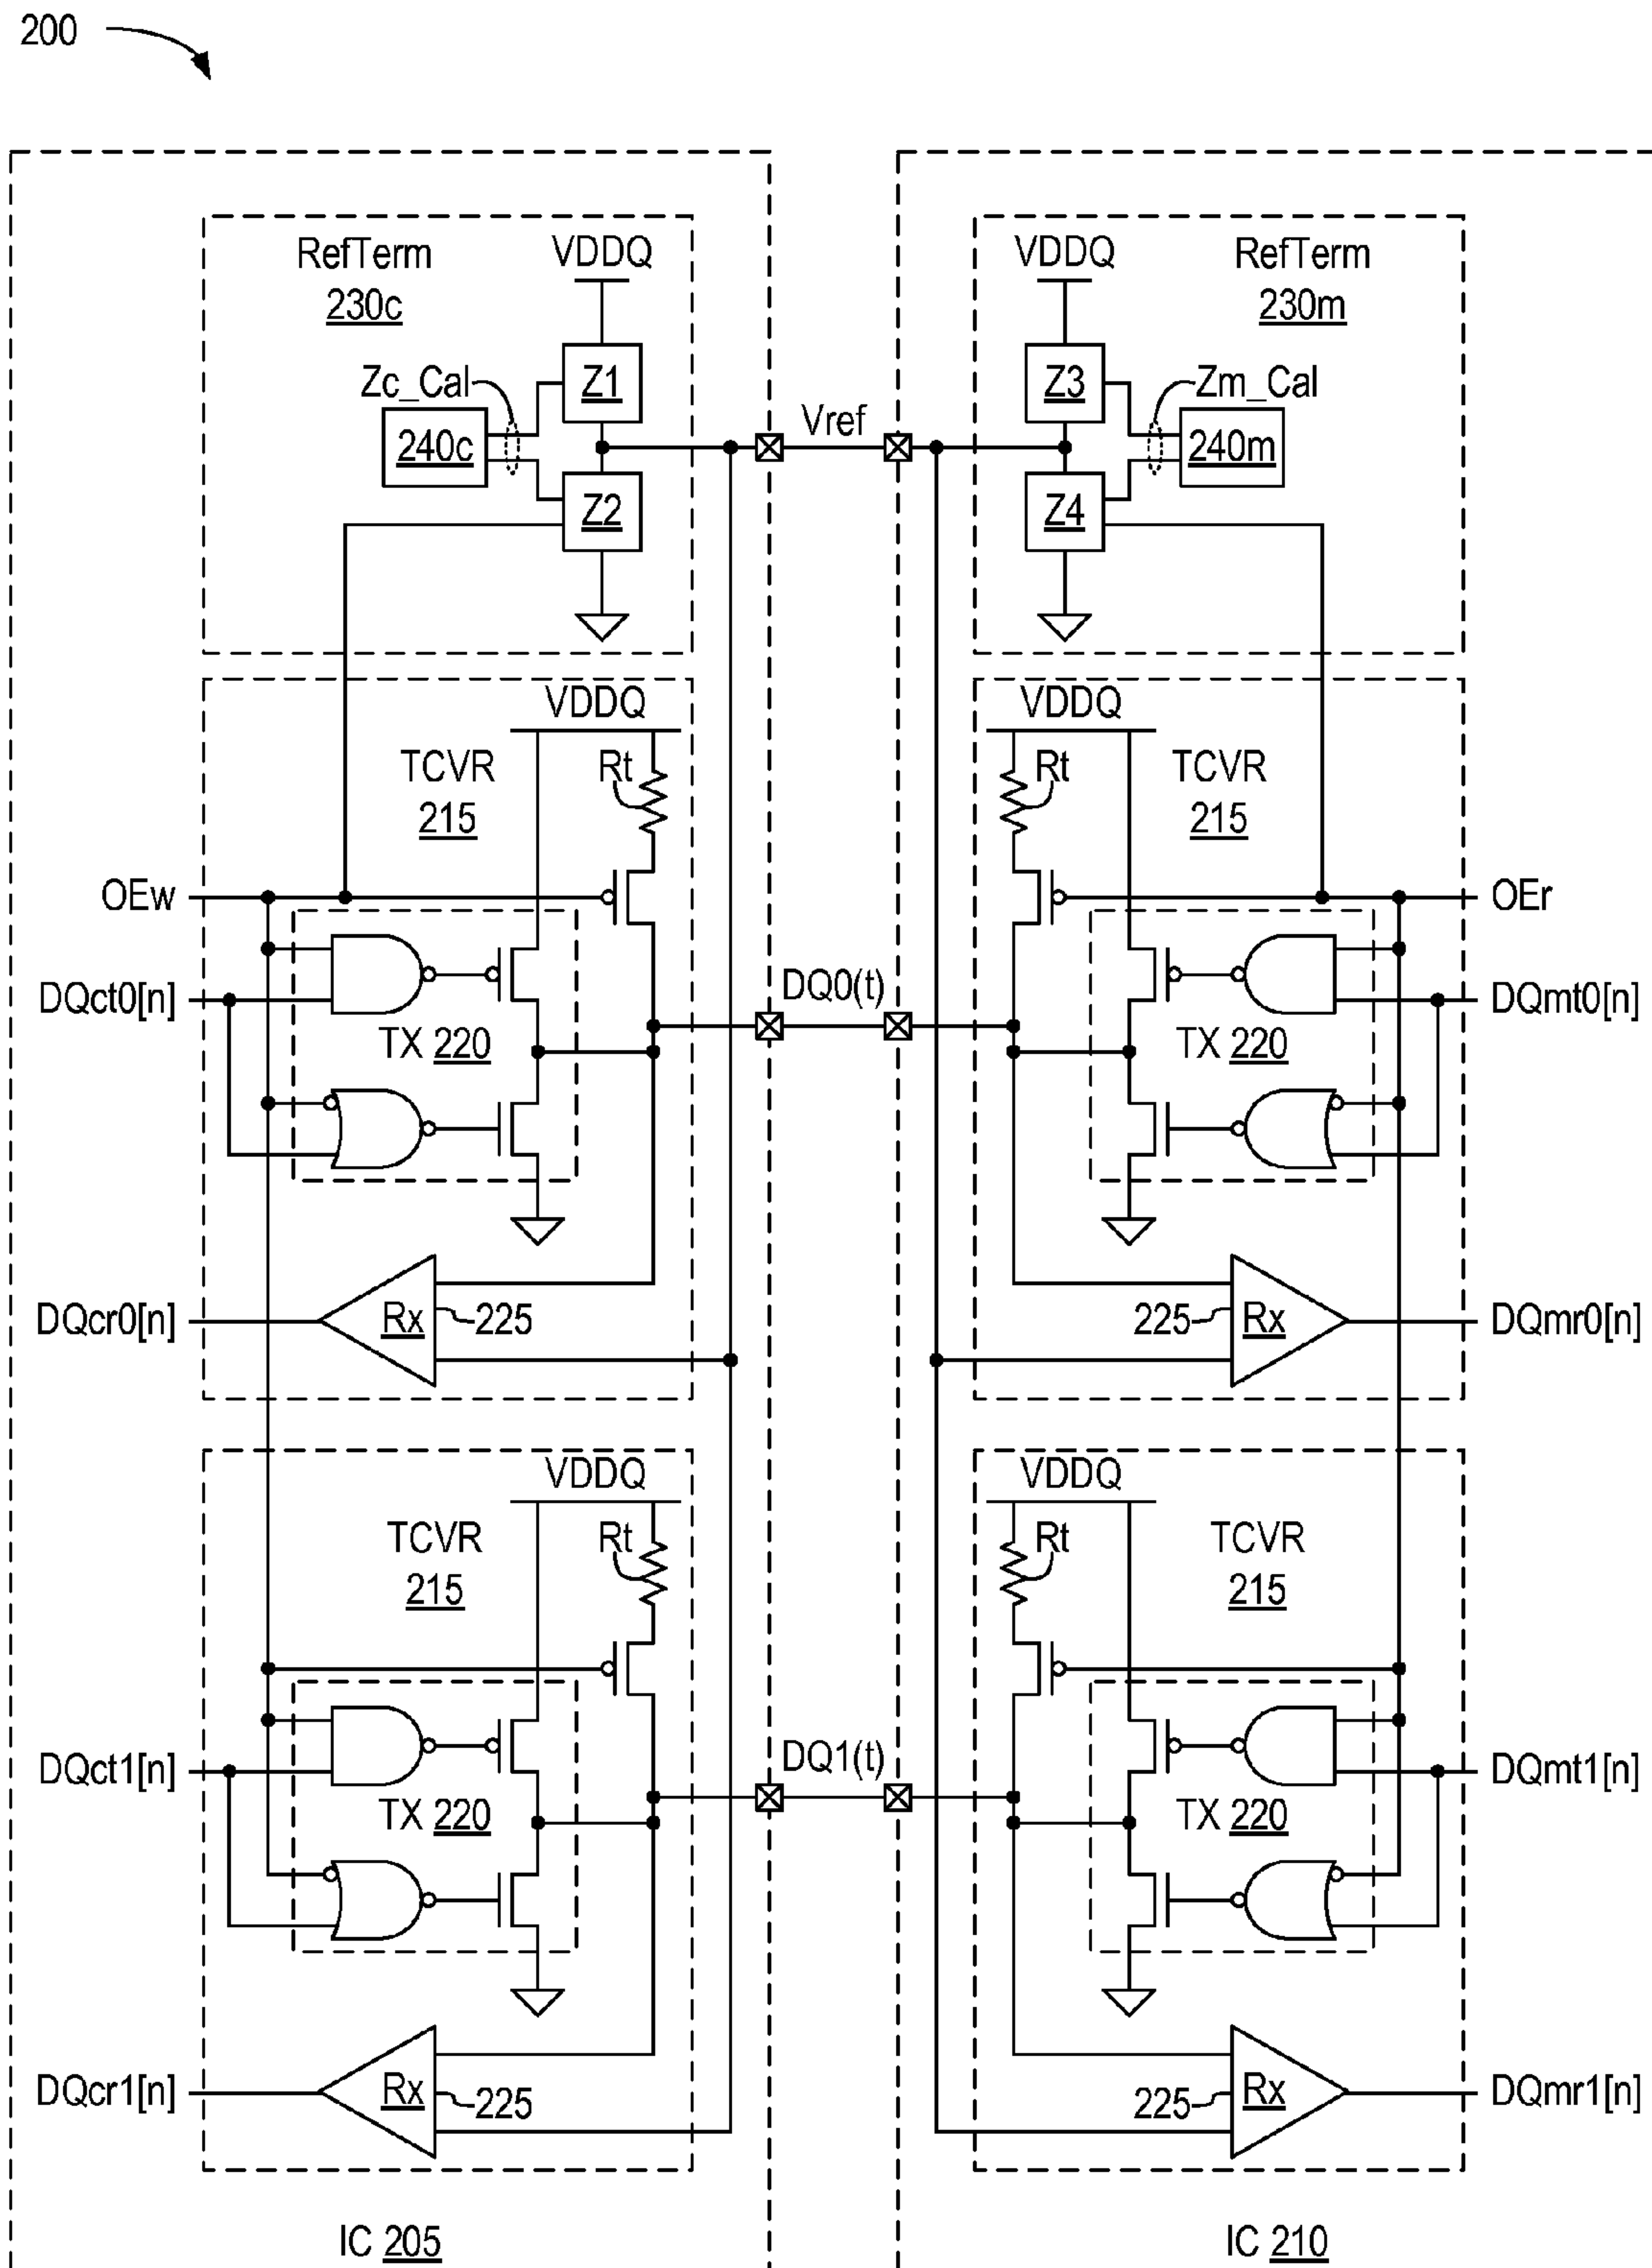 200
RefTerm
230c
VDDQ
VDDQ
RefTerm
230m
Zc_Cal
Z1
240c
Z2
Vref
Z3
Zm_Cal
240m
Z4
VDDQ
TCVR
215
Rt
VDDQ
Rt
TCVR
215
OEw
OEr
DQct0[n]
TX 220
DQ0(t)
TX 220
DQmt0[n]
DQcr0[n]
Rx
225
225
Rx
DQmr0[n]
VDDQ
TCVR
215
Rt
VDDQ
Rt
TCVR
215
DQct1[n]
TX 220
DQ1(t)
TX 220
DQmt1[n]
DQcr1[n]
Rx
225
225
Rx
DQmr1[n]
IC 205
IC 210